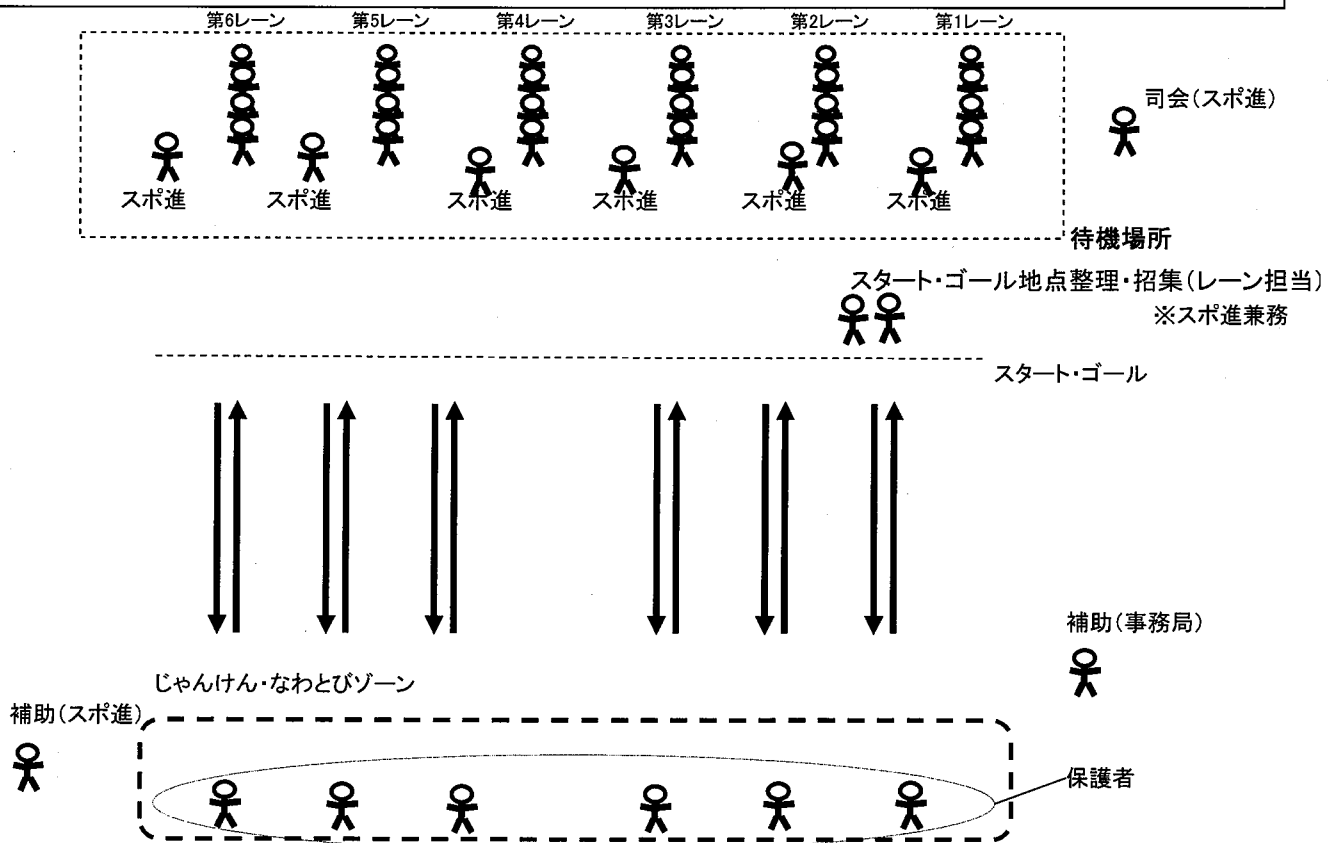 第6レーン 第5レーン 第4レーン 第3レーン 第2レーン 第1レーン
司会(スポ進)
スポ進 スポ進 スポ進 スポ進 スポ進 スポ進
待機場所
スタート・ゴール地点整理・招集(レーン担当)
※スポ進兼務
スタート・ゴール
補助(事務局)
じゃんけん・なわとびゾーン
補助(スポ進)
保護者